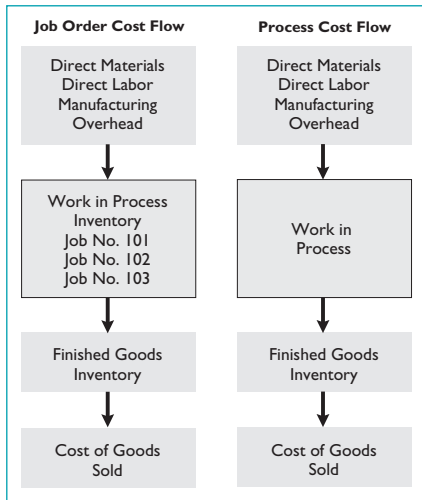 Job Order Cost Flow
Direct Materials
Direct Labor
Manufacturing
Overhead
Work in Process
Inventory
Job No. 101
Job No. 102
Job No. 103
Finished Goods
Inventory
Cost of Goods
Sold
Process Cost Flow
Direct Materials
Direct Labor
Manufacturing
Overhead
Work in
Process
Finished Goods
Inventory
Cost of Goods
Sold